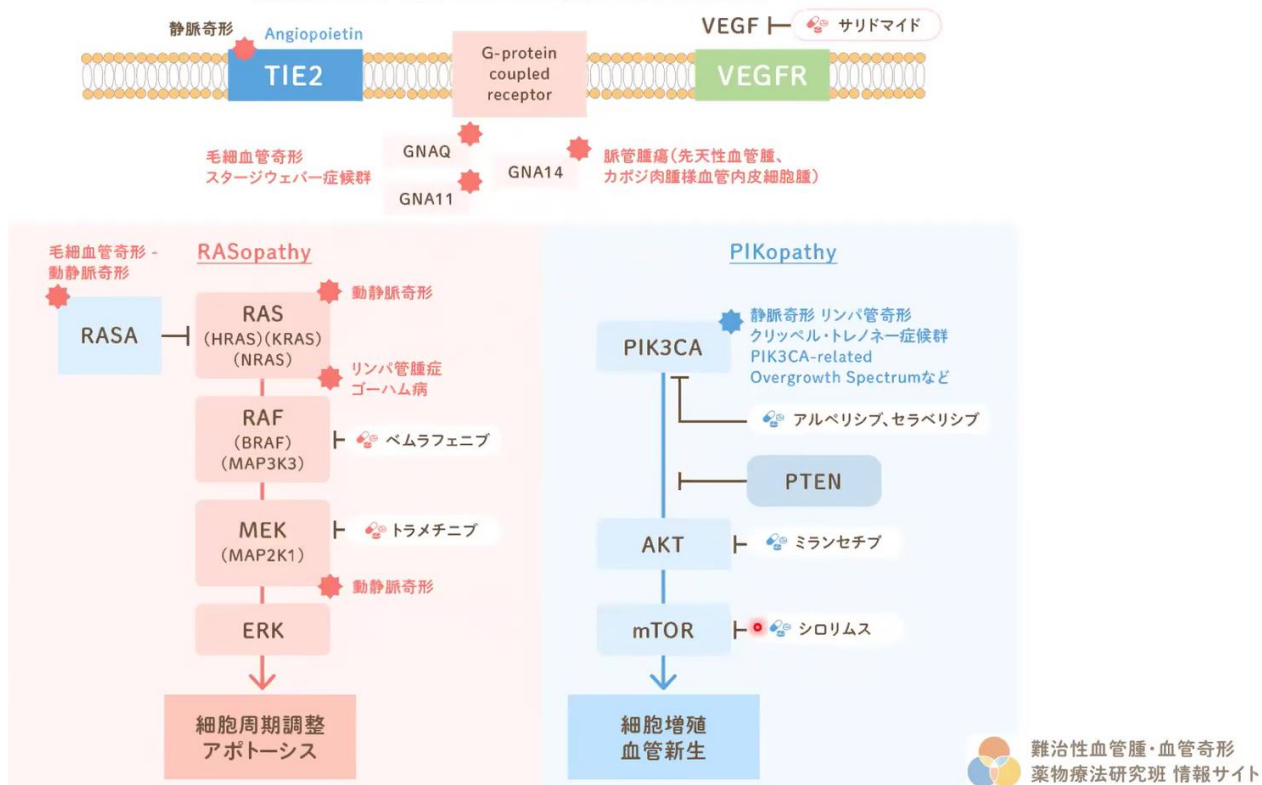 静脈奇形
Angiopoietin
TIE2
G-protein
coupled
receptor
VEGF
サリドマイド
VEGFR
毛細血管奇形
スタージウェバー症候群
GNAQ
GNA11
GNA14
脈管腫瘍(先天性血管腫、
カポジ肉腫様血管内皮細胞腫)
RASopathy
毛細血管奇形 -
動静脈奇形
RASA
RAS
(HRAS)(KRAS)
(NRAS)
動静脈奇形
リンパ管腫症
ゴーハム病
RAF
(BRAF)
(MAP3K3)
ベムラフェニブ
MEK
(MAP2K1)
トラメチニブ
動静脈奇形
ERK
細胞周期調整
アポトーシス
PIKopathy
PIK3CA
静脈奇形 リンパ管奇形
クリッペル・トレノネー症候群
PIK3CA-related
Overgrowth Spectrumなど
アルペリシブ、セラベリシブ
PTEN
AKT
ミランセチブ
mTOR
シロリムス
細胞増殖
血管新生
難治性血管腫・血管奇形
薬物療法研究班 情報サイト